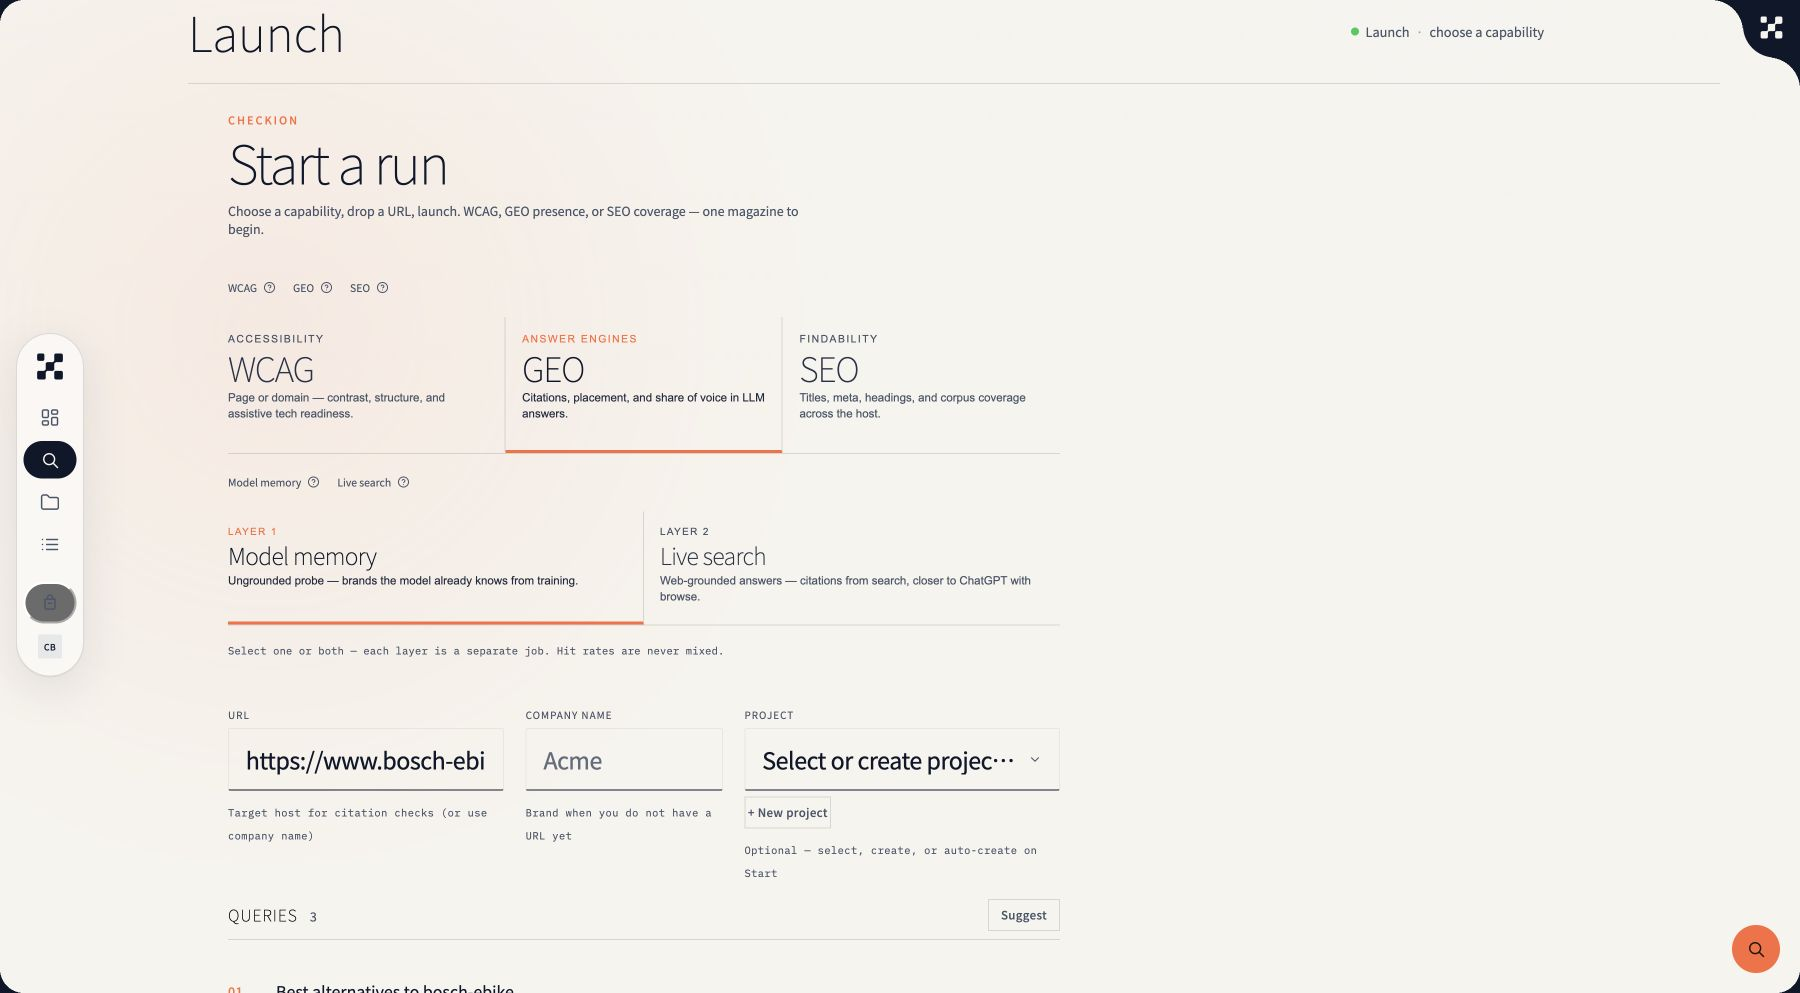 Launch
Launch · choose a capability
CHECKION
Start a run
Choose a capability, drop a URL, launch. WCAG, GEO presence, or SEO coverage — one magazine to
begin.
WCAG ? GEO ? SEO ?
ACCESSIBILITY
WCAG
Page or domain — contrast, structure, and
assistive tech readiness.
ANSWER ENGINES
GEO
Citations, placement, and share of voice in LLM
answers.
FINDABILITY
SEO
Titles, meta, headings, and corpus coverage
across the host.
Model memory ? Live search ?
LAYER 1
Model memory
Ungrounded probe — brands the model already knows from training.
LAYER 2
Live search
Web-grounded answers — citations from search, closer to ChatGPT with
browse.
CB
Select one or both — each layer is a separate job. Hit rates are never mixed.
URL
https://www.bosch-ebi
Target host for citation checks (or use
company name)
COMPANY NAME
Acme
Brand when you do not have a
URL yet
PROJECT
Select or create projec···
+ New project
Optional — select, create, or auto-create on
Start
QUERIES 3
Suggest
01 Best alternatives to bosch-ebike